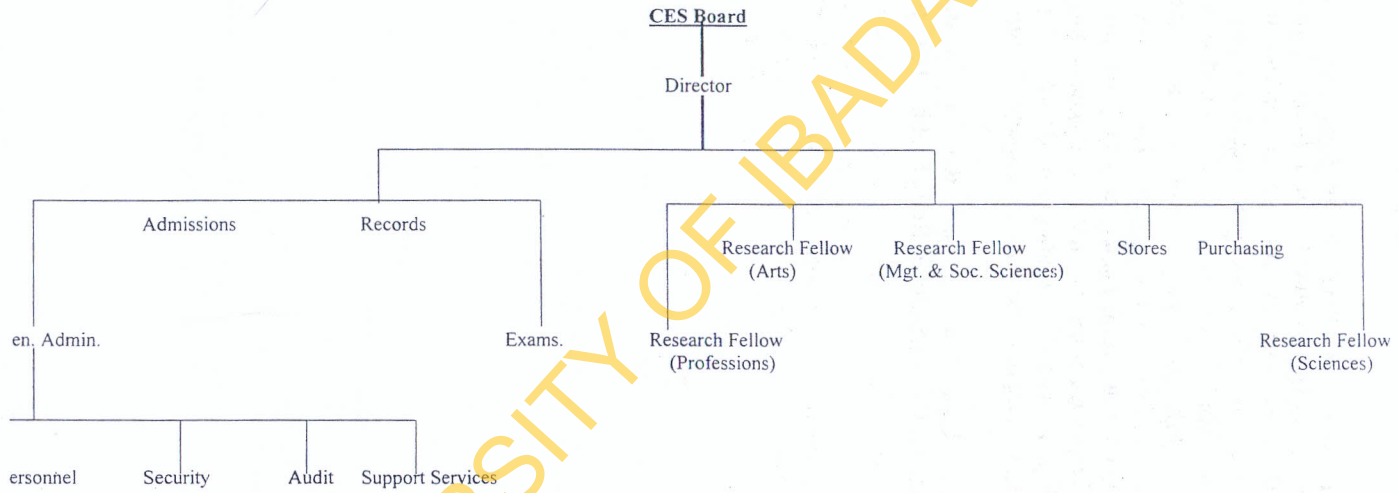 CES Board
Director
Admissions
Records
Research Fellow
(Arts)
Research Fellow
(Mgt. & Soc. Sciences)
Stores
Purchasing
en. Admin.
Exams.
Research Fellow
(Professions)
Research Fellow
(Sciences)
ersonnel
Security
Audit
Support Services
RSITY OF IBADA